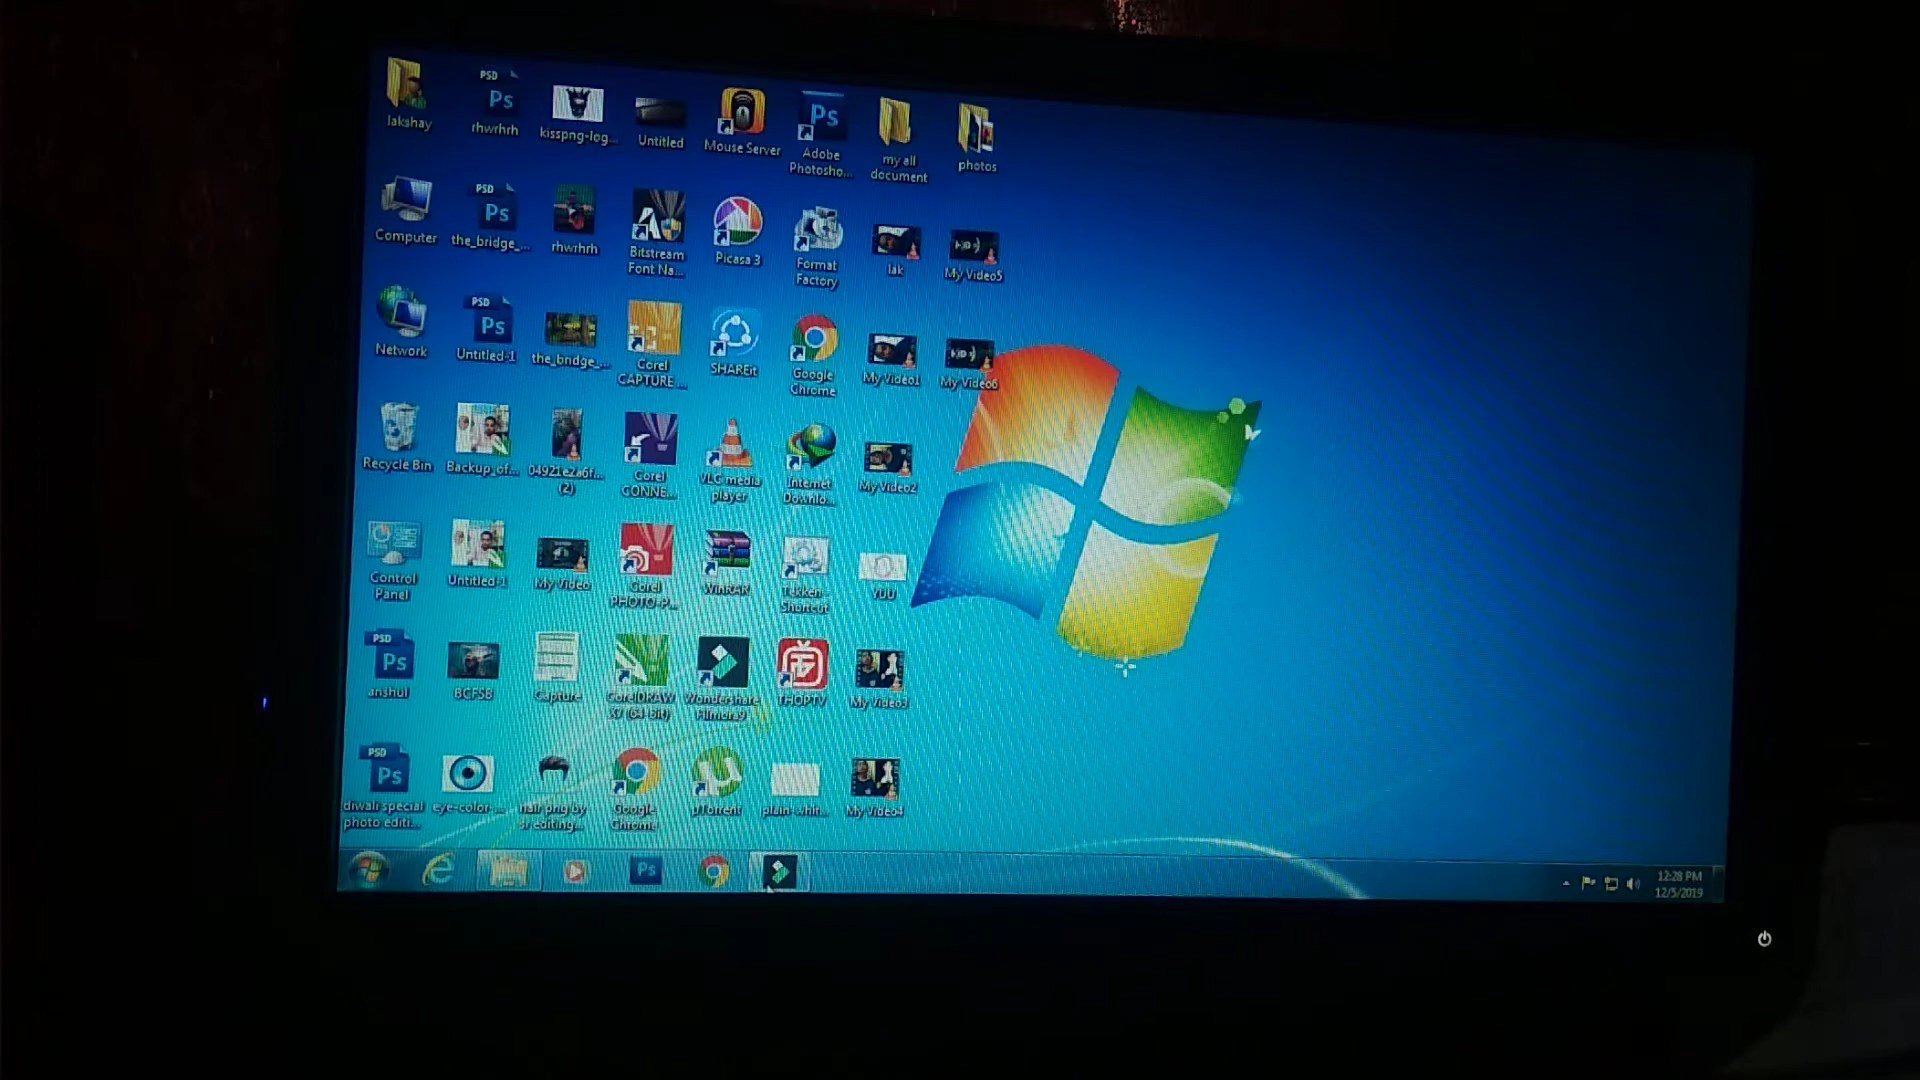 lakshay
PSD
Ps
rhwrhrh
kisspng-log...
Untitled
Mouse Server
Ps
Adobe
Photosho...
my all
document
photos
Computer
PSD
Ps
the_bridge_...
rhwrhrh
Bitstream
Font Na...
Picasa 3
Format
Factory
lak
My Video5
Network
PSD
Ps
Untitled-1
the_bridge_...
Corel
CAPTURE ...
SHAREit
Google
Chrome
My Video1
My Video6
Recycle Bin
Backup_of...
04921e2a6f...
(2)
Corel
CONNE...
VLC media
player
Internet
Downlo...
My Video2
Control
Panel
Untitled-1
My Video
Corel
PHOTO-P...
WinRAR
Tekken -
Shortcut
YUU
PSD
Ps
anshul
BGFSB
Capture
CorelDRAW
X7 (64-Bit)
Wondershare
Filmora9
THOPTV
My Video3
PSD
Ps
diwali special
photo editi...
eye-color-...
hair png by
sr editing...
Google
Chrome
µTorrent
plain-whit...
My Video4
Ps
12:28 PM
12/5/2019